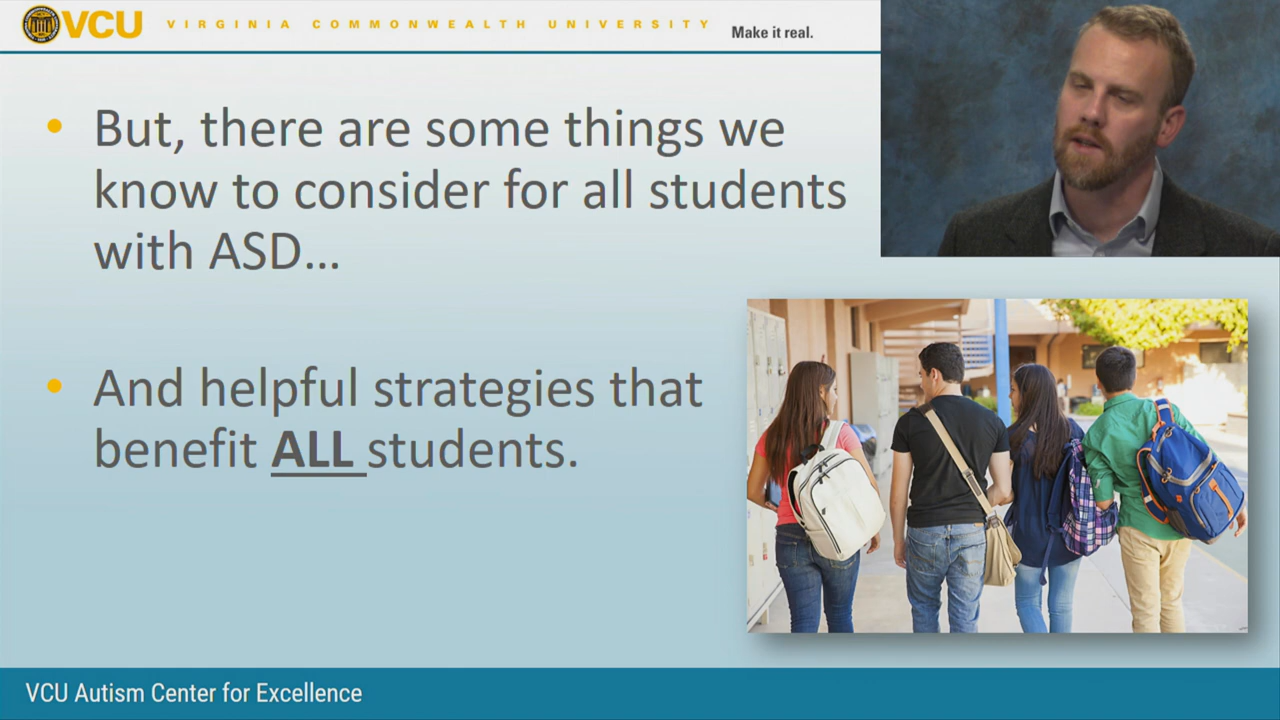 VCU VIRGINIA COMMONWEALTH UNIVERSITY Make it real.
• But, there are some things we
know to consider for all students
with ASD...
• And helpful strategies that
benefit ALL students.
VCU Autism Center for Excellence